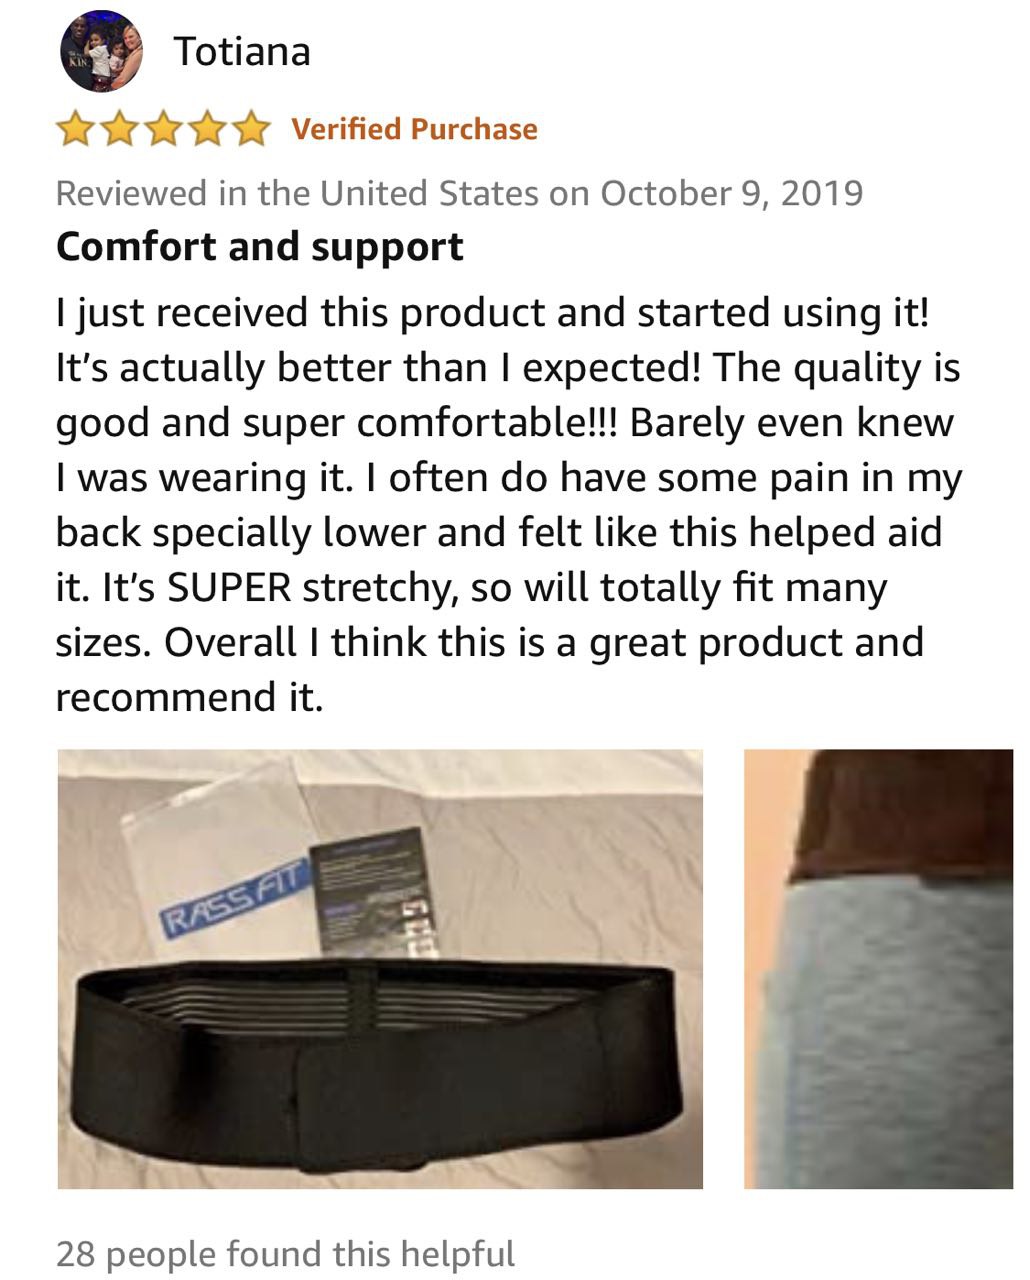 Totiana
Verified Purchase
Reviewed in the United States on October 9, 2019
Comfort and support
I just received this product and started using it!
It's actually better than I expected! The quality is
good and super comfortable!!! Barely even knew
I was wearing it. I often do have some pain in my
back specially lower and felt like this helped aid
it. It's SUPER stretchy, so will totally fit many
sizes. Overall I think this is a great product and
recommend it.
RASS FIT
28 people found this helpful